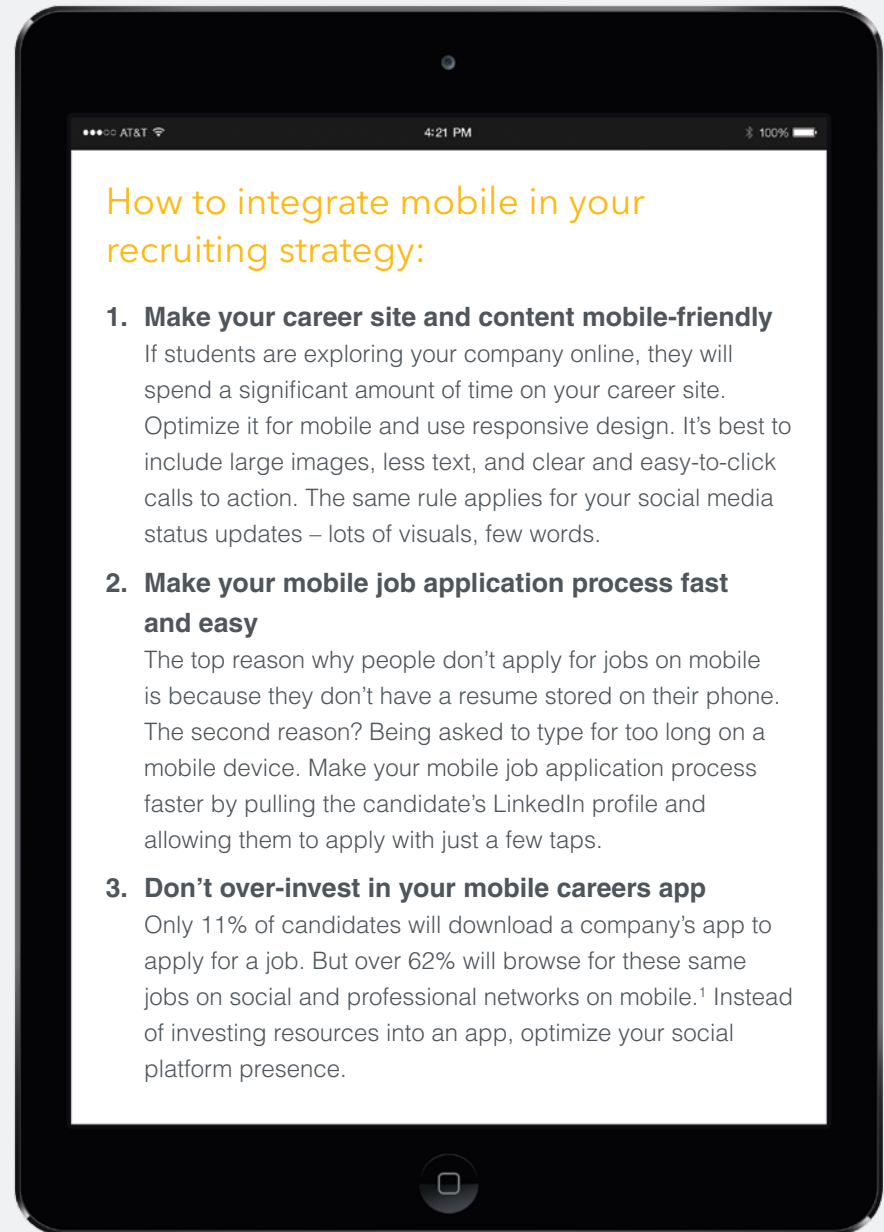 AT&T
4:21 PM
100%
How to integrate mobile in your
recruiting strategy:
1. Make your career site and content mobile-friendly
If students are exploring your company online, they will
spend a significant amount of time on your career site.
Optimize it for mobile and use responsive design. It’s best to
include large images, less text, and clear and easy-to-click
calls to action. The same rule applies for your social media
status updates – lots of visuals, few words.
2. Make your mobile job application process fast
and easy
The top reason why people don’t apply for jobs on mobile
is because they don’t have a resume stored on their phone.
The second reason? Being asked to type for too long on a
mobile device. Make your mobile job application process
faster by pulling the candidate’s LinkedIn profile and
allowing them to apply with just a few taps.
3. Don’t over-invest in your mobile careers app
Only 11% of candidates will download a company’s app to
apply for a job. But over 62% will browse for these same
jobs on social and professional networks on mobile.¹ Instead
of investing resources into an app, optimize your social
platform presence.